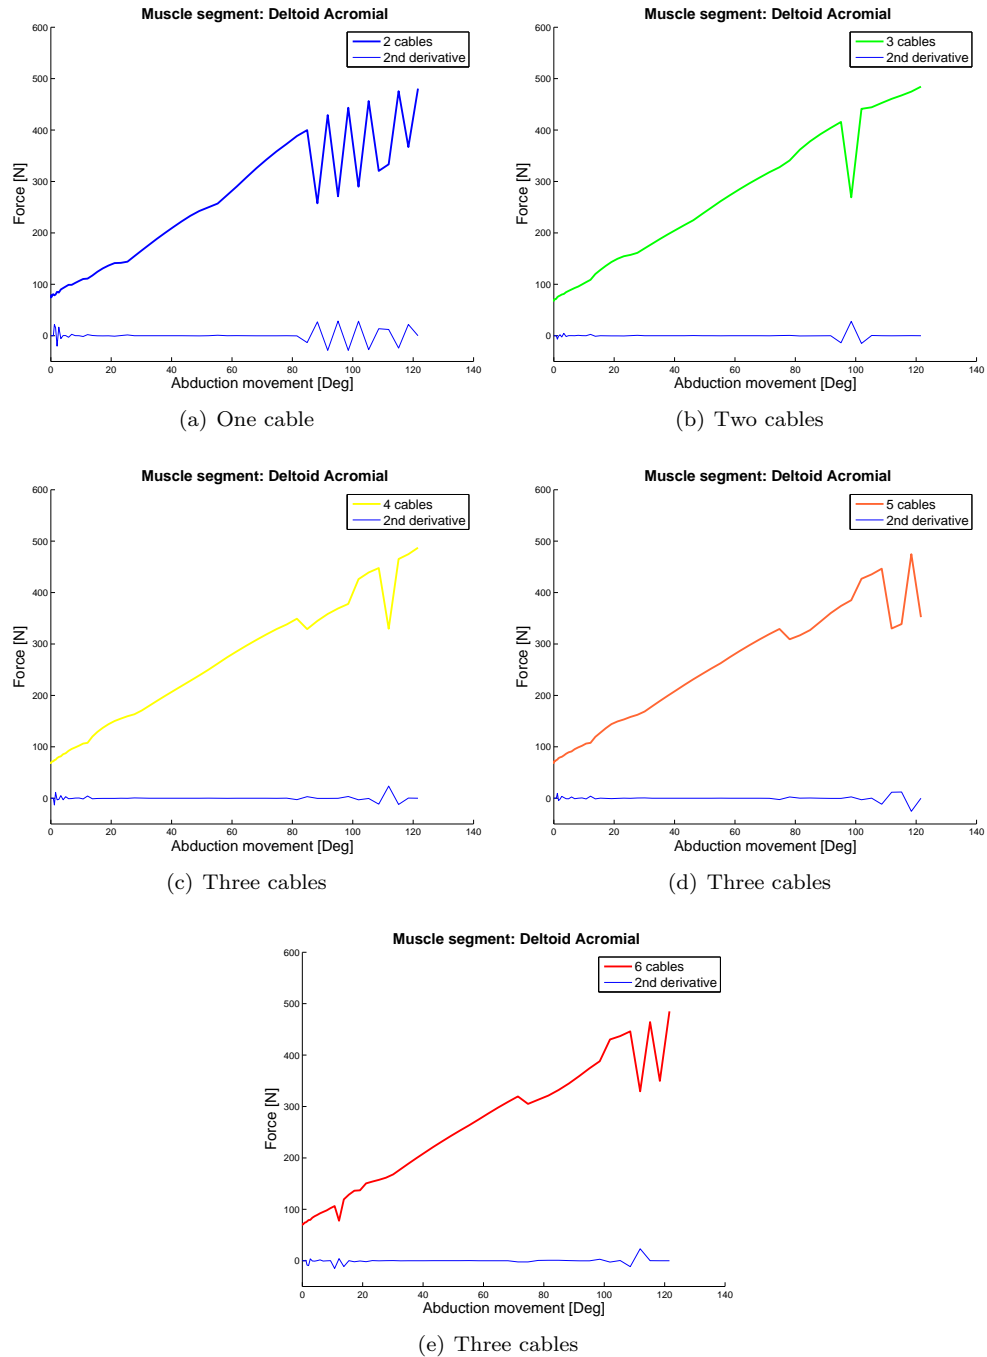 Muscle segment: Deltoid Acromial
600
500
400
300
200
100
0
Force [N]
2 cables
2nd derivative
0 20 40 60 80 100 120 140
Abduction movement [Deg]
(a) One cable
Muscle segment: Deltoid Acromial
600
500
400
300
200
100
0
Force [N]
3 cables
2nd derivative
0 20 40 60 80 100 120 140
Abduction movement [Deg]
(b) Two cables
Muscle segment: Deltoid Acromial
600
500
400
300
200
100
0
Force [N]
4 cables
2nd derivative
0 20 40 60 80 100 120 140
Abduction movement [Deg]
(c) Three cables
Muscle segment: Deltoid Acromial
600
500
400
300
200
100
0
Force [N]
5 cables
2nd derivative
0 20 40 60 80 100 120 140
Abduction movement [Deg]
(d) Three cables
Muscle segment: Deltoid Acromial
600
500
400
300
200
100
0
Force [N]
6 cables
2nd derivative
0 20 40 60 80 100 120 140
Abduction movement [Deg]
(e) Three cables